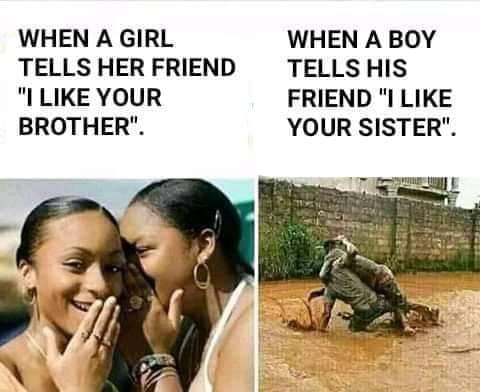 WHEN A GIRL
TELLS HER FRIEND
"I LIKE YOUR
BROTHER".
WHEN A BOY
TELLS HIS
FRIEND "I LIKE
YOUR SISTER".